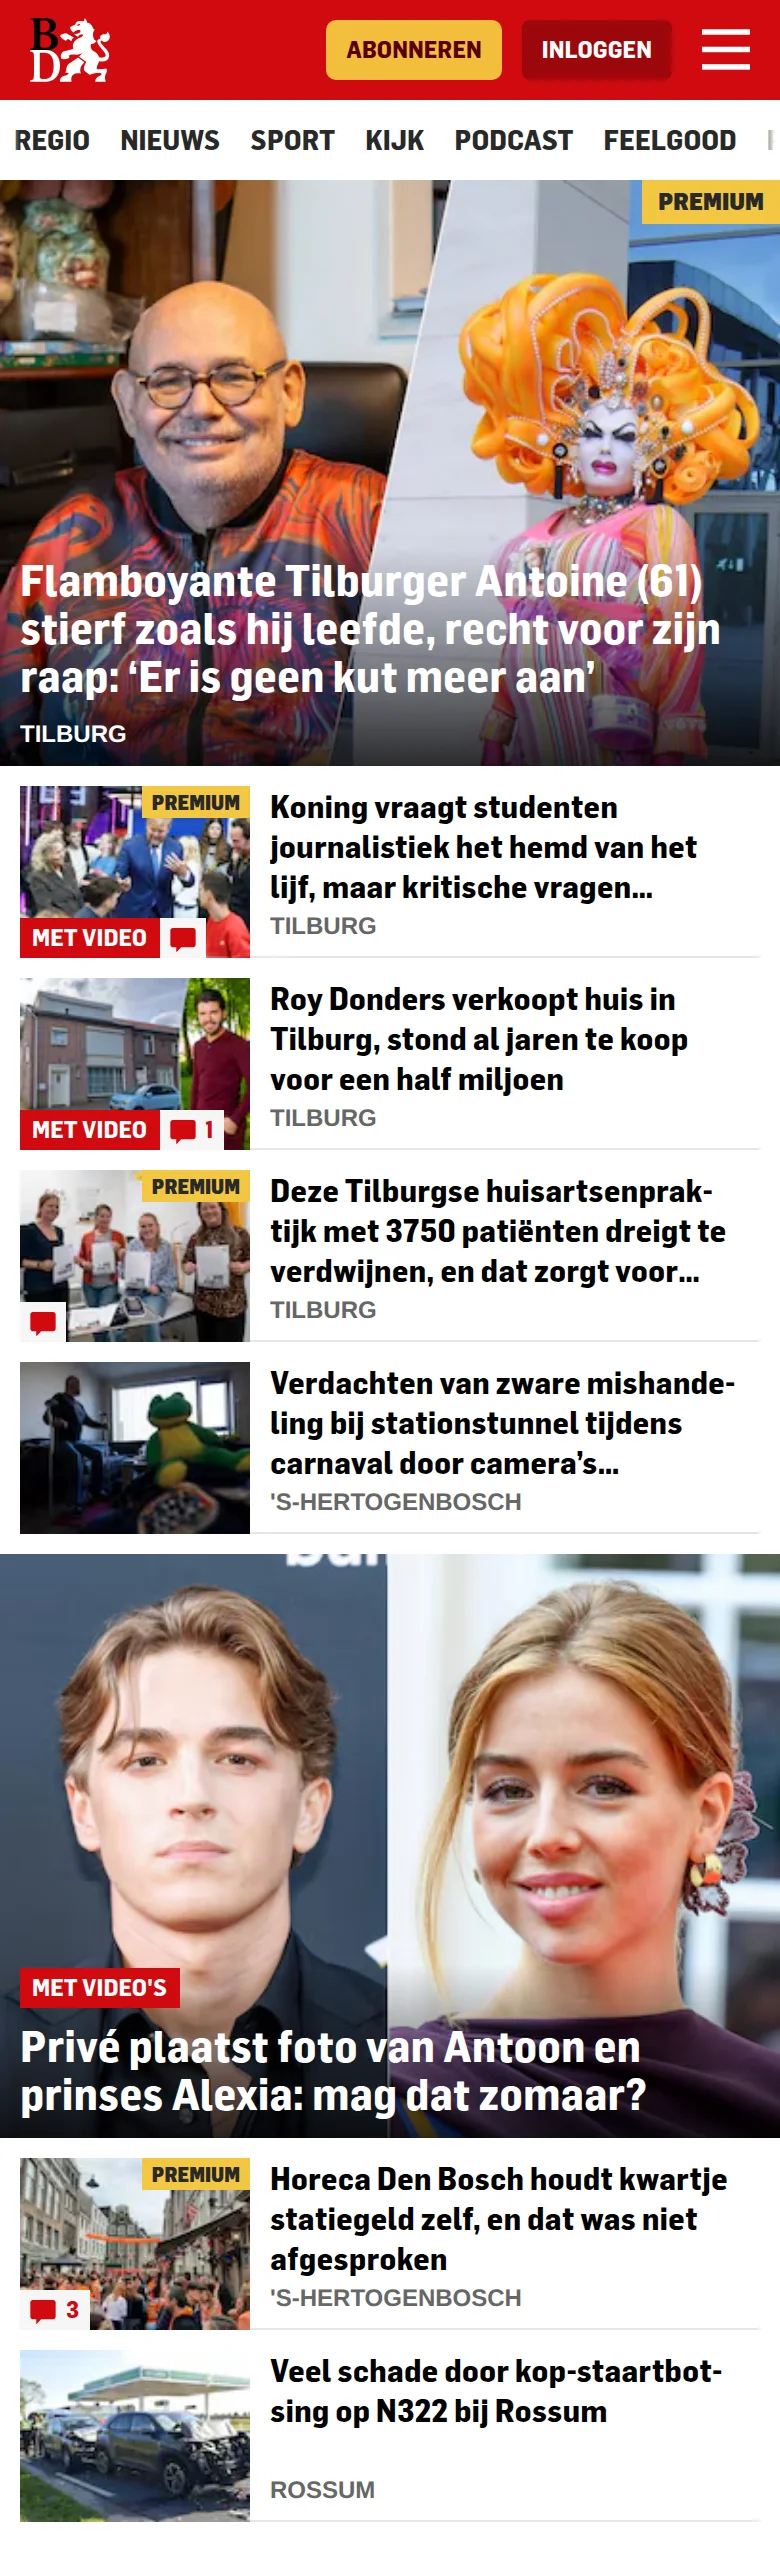 BD
ABONNEREN
INLOGGEN
REGIO NIEUWS SPORT KIJK PODCAST FEELGOOD
PREMIUM
Flamboyante Tilburger Antoine (61)
stierf zoals hij leefde, recht voor zijn
raap: ‘Er is geen kut meer aan’
TILBURG
PREMIUM
MET VIDEO
Koning vraagt studenten
journalistiek het hemd van het
lijf, maar kritische vragen...
TILBURG
MET VIDEO
1
Roy Donders verkoopt huis in
Tilburg, stond al jaren te koop
voor een half miljoen
TILBURG
PREMIUM
Deze Tilburgse huisartsenprak-
tijk met 3750 patiënten dreigt te
verdwijnen, en dat zorgt voor...
TILBURG
Verdachten van zware mishande-
ling bij stationstunnel tijdens
carnaval door camera’s...
'S-HERTOGENBOSCH
MET VIDEO'S
Privé plaatst foto van Antoon en
prinses Alexia: mag dat zomaar?
PREMIUM
3
Horeca Den Bosch houdt kwartje
statiegeld zelf, en dat was niet
afgesproken
'S-HERTOGENBOSCH
Veel schade door kop-staartbot-
sing op N322 bij Rossum
ROSSUM